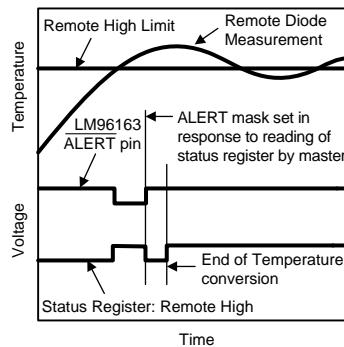 Remote High Limit
Remote Diode
Measurement
Temperature
LM96163
ALERT pin
ALERT mask set in
response to reading of
status register by master
Voltage
End of Temperature
conversion
Status Register: Remote High
Time